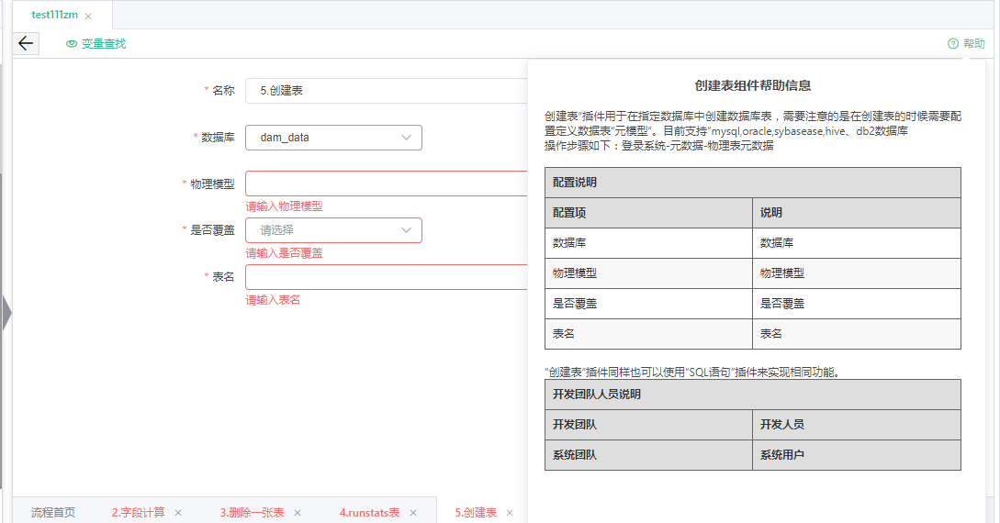 test111zm ×
变量查找
帮助
* 名称 5.创建表
* 数据库 dam_data
* 物理模型
请输入物理模型
* 是否覆盖 请选择
请输入是否覆盖
* 表名
请输入表名
创建表组件帮助信息
创建表"插件用于在指定数据库中创建数据库表，需要注意的是在创建表的时候需要配
置定义数据表"元模型"。目前支持"mysql,oracle,sybasease,hive、db2数据库
操作步骤如下：登录系统-元数据-物理表元数据
配置说明
配置项 说明
数据库 数据库
物理模型 物理模型
是否覆盖 是否覆盖
表名 表名
"创建表"插件同样也可以使用"SQL语句"插件来实现相同功能。
开发团队人员说明
开发团队 开发人员
系统团队 系统用户
流程首页 2.字段计算 × 3.删除一张表 × 4.runstats表 × 5.创建表 ×